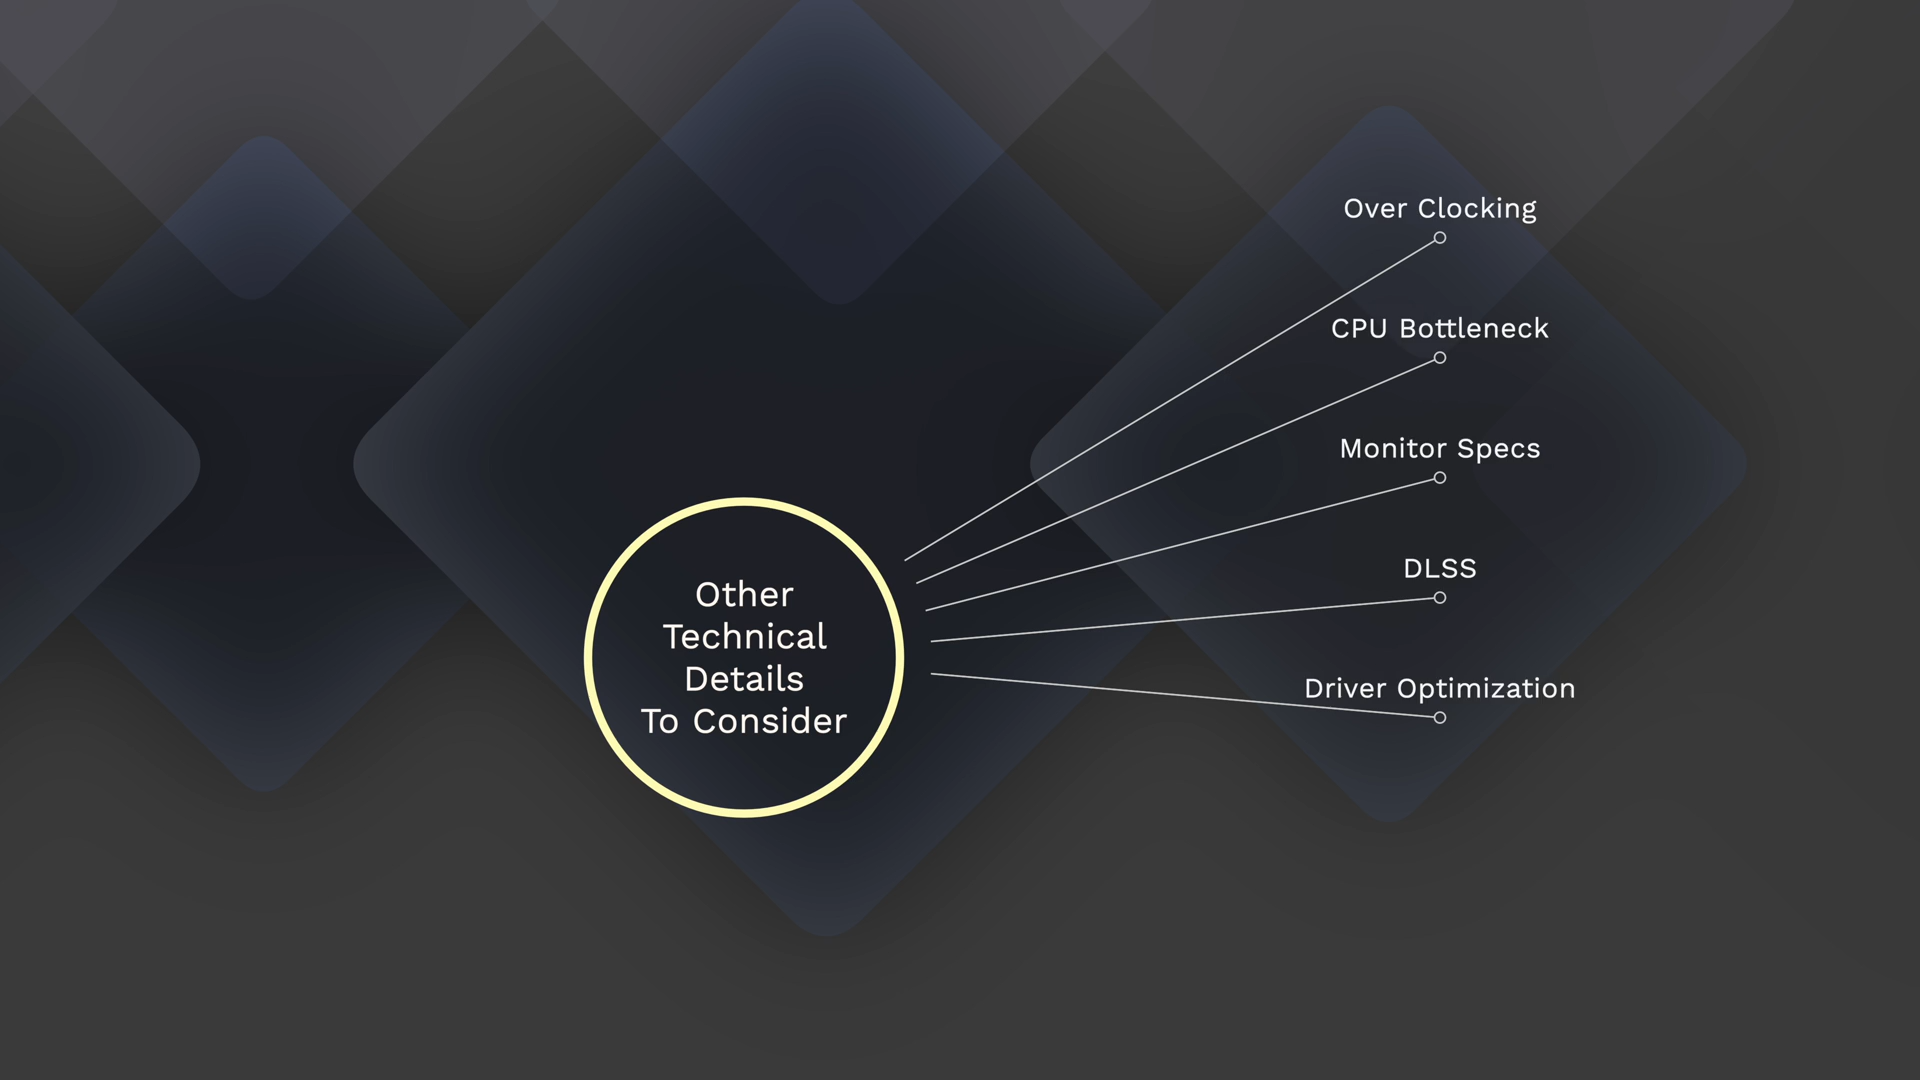 Over Clocking
CPU Bottleneck
Monitor Specs
DLSS
Driver Optimization
Other
Technical
Details
To Consider